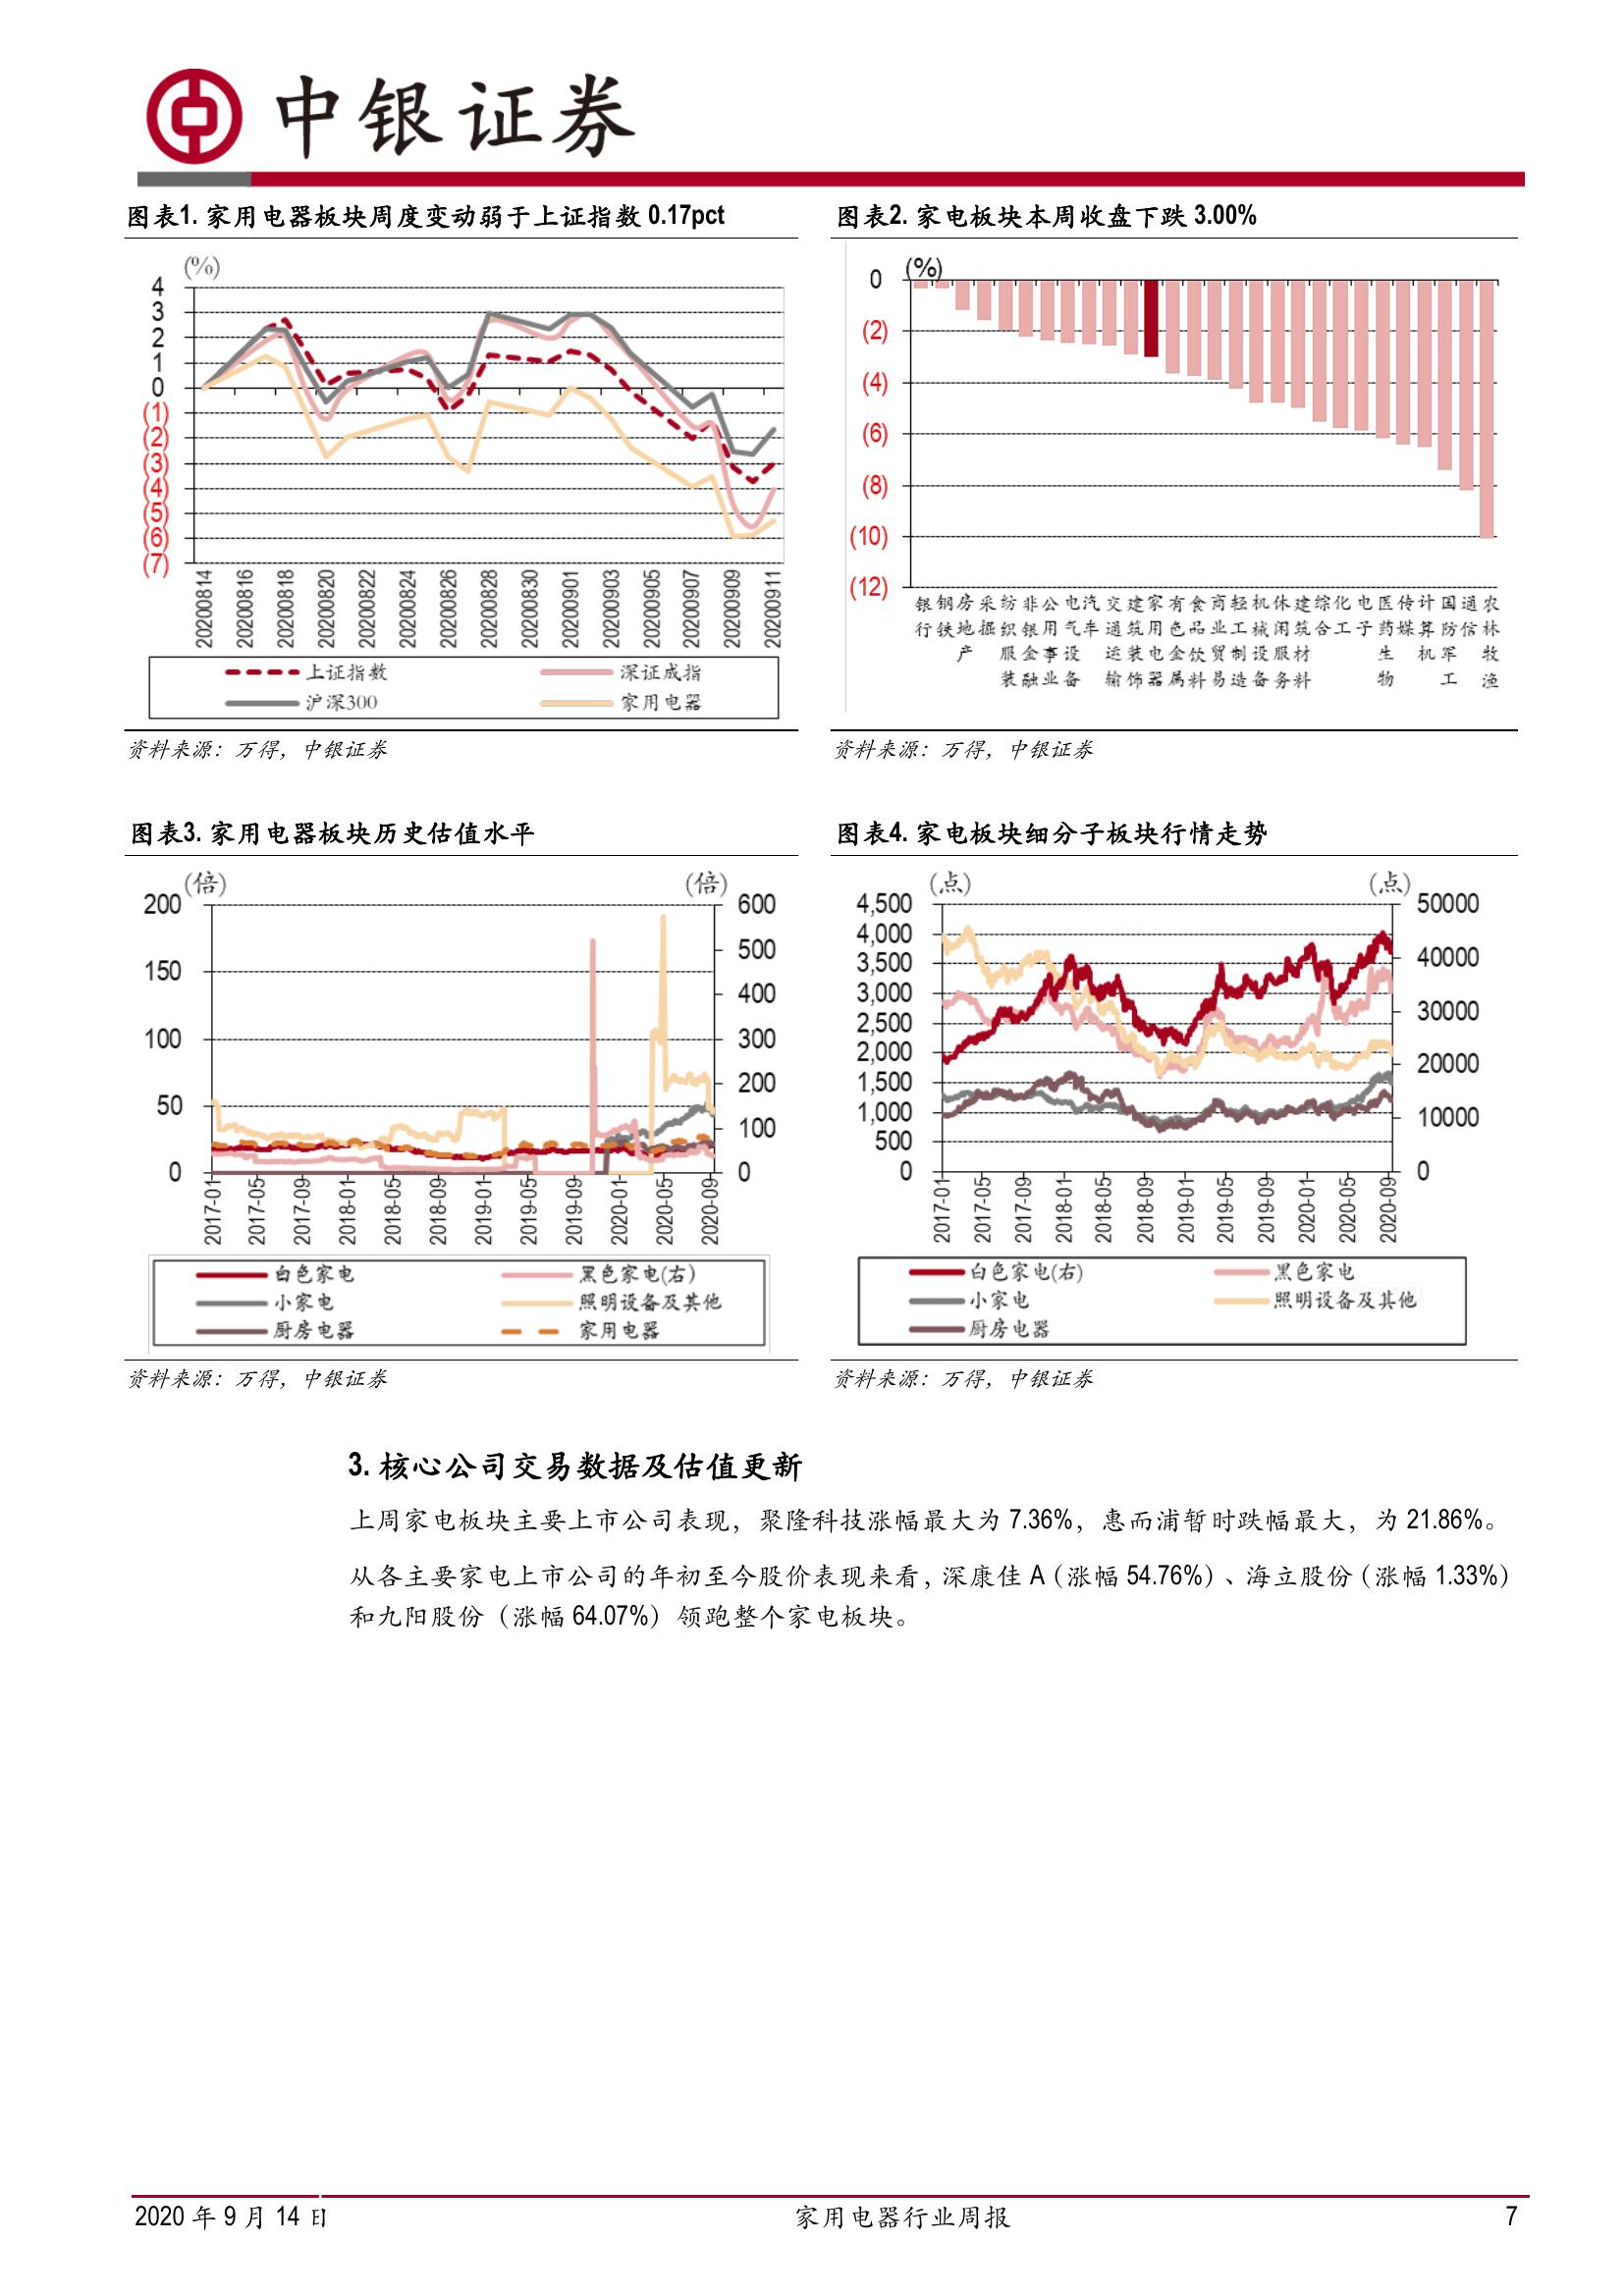 中银证券
图表1. 家用电器板块周度变动弱于上证指数 0.17pct
(%)
4
3
2
1
0
(1)
(2)
(3)
(4)
(5)
(6)
(7)
20200814 20200816 20200818 20200820 20200822 20200824 20200826 20200828 20200830 20200901 20200903 20200905 20200907 20200909 20200911
上证指数 深证成指
沪深300 家用电器
资料来源：万得，中银证券
图表2. 家电板块本周收盘下跌 3.00%
(%)
0
(2)
(4)
(6)
(8)
(10)
(12)
银行 钢铁 房地产 采掘 纺织服装 非银金融 公用事业 电气设备 汽车 交通运输 建筑装饰 家用电器 有色金属 食品饮料 商业贸易 轻工制造 机械设备 休闲服务 建筑材料 综合 化工 电子 医药生物 传媒 计算机 国防军工 通信 农林牧渔
资料来源：万得，中银证券
图表3. 家用电器板块历史估值水平
(倍) (倍)
200 600
500
150
400
100 300
200
50
100
0 0
2017-01 2017-05 2017-09 2018-01 2018-05 2018-09 2019-01 2019-05 2019-09 2020-01 2020-05 2020-09
白色家电 黑色家电(右)
小家电 照明设备及其他
厨房电器 家用电器
资料来源：万得，中银证券
图表4. 家电板块细分子板块行情走势
(点) (点)
4,500 50000
4,000
3,500 40000
3,000
2,500 30000
2,000
1,500 20000
1,000 10000
500
0 0
2017-01 2017-05 2017-09 2018-01 2018-05 2018-09 2019-01 2019-05 2019-09 2020-01 2020-05 2020-09
白色家电(右) 黑色家电
小家电 照明设备及其他
厨房电器
资料来源：万得，中银证券
3. 核心公司交易数据及估值更新
上周家电板块主要上市公司表现，聚隆科技涨幅最大为 7.36%，惠而浦暂时跌幅最大，为 21.86%。
从各主要家电上市公司的年初至今股价表现来看，深康佳 A（涨幅 54.76%）、海立股份（涨幅 1.33%）
和九阳股份（涨幅 64.07%）领跑整个家电板块。
2020 年 9 月 14 日 家用电器行业周报 7